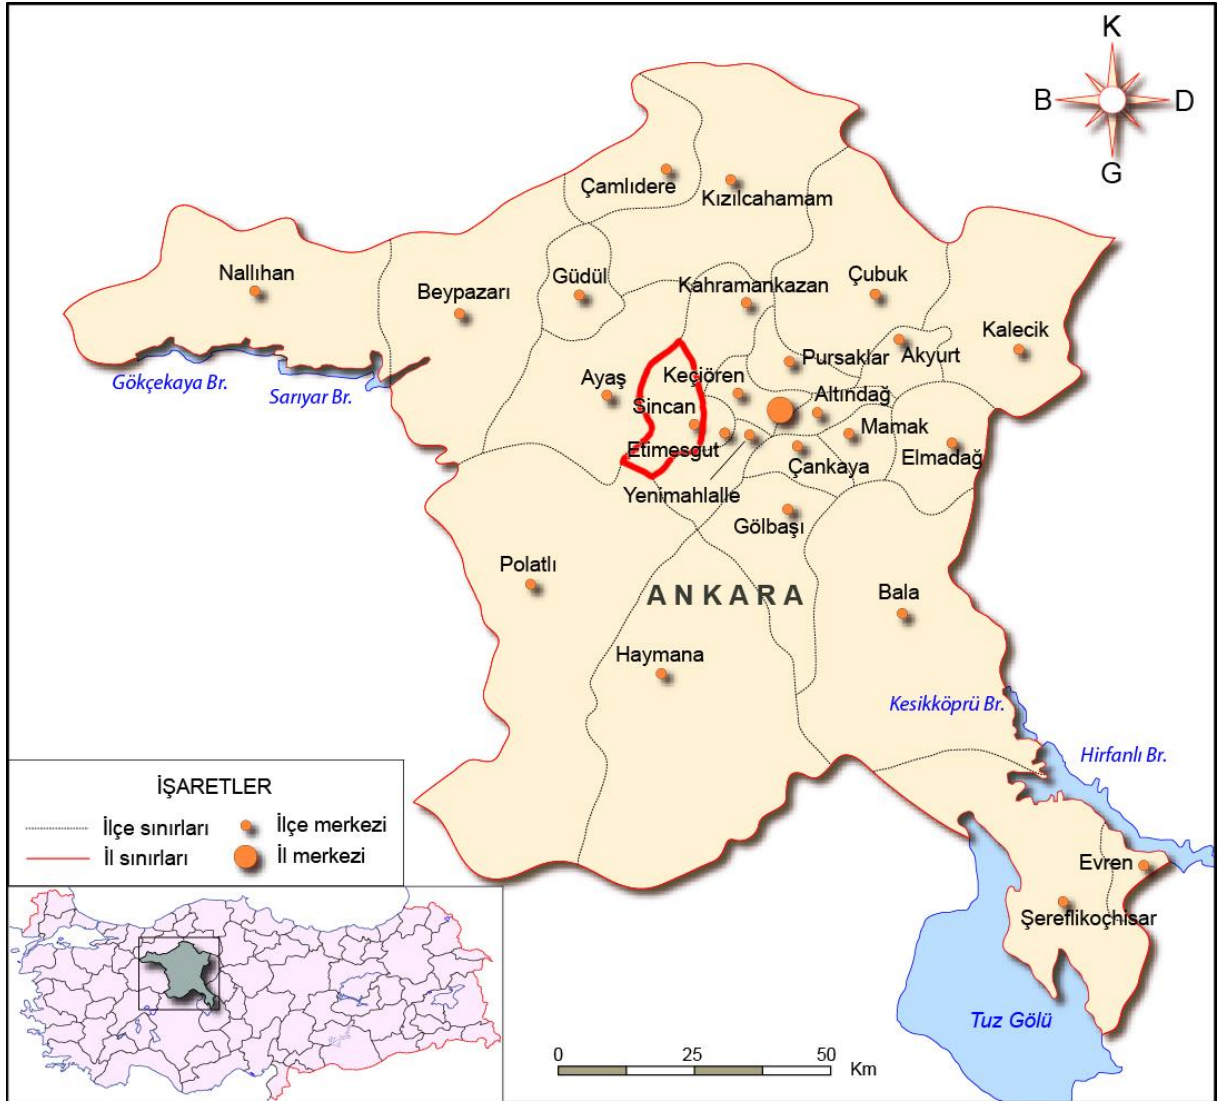 K
B
D
G
Çamlıdere
Kızılcahamam
Nallıhan
Beypazarı
Güdül
Kahramankazan
Çubuk
Kalecik
Gökçekaya Br.
Sarıyar Br.
Ayaş
Keçiören
Pursaklar
Akyurt
Sincan
Altındağ
Etimesgut
Mamak
Çankaya
Elmadağ
Yenimahlalle
Gölbaşı
Polatlı
ANKARA
Bala
Haymana
Kesikköprü Br.
Hirfanlı Br.
İŞARETLER
İlçe sınırları
İlçe merkezi
İl sınırları
İl merkezi
Evren
Şereflikoçhisar
Tuz Gölü
0 25 50
Km